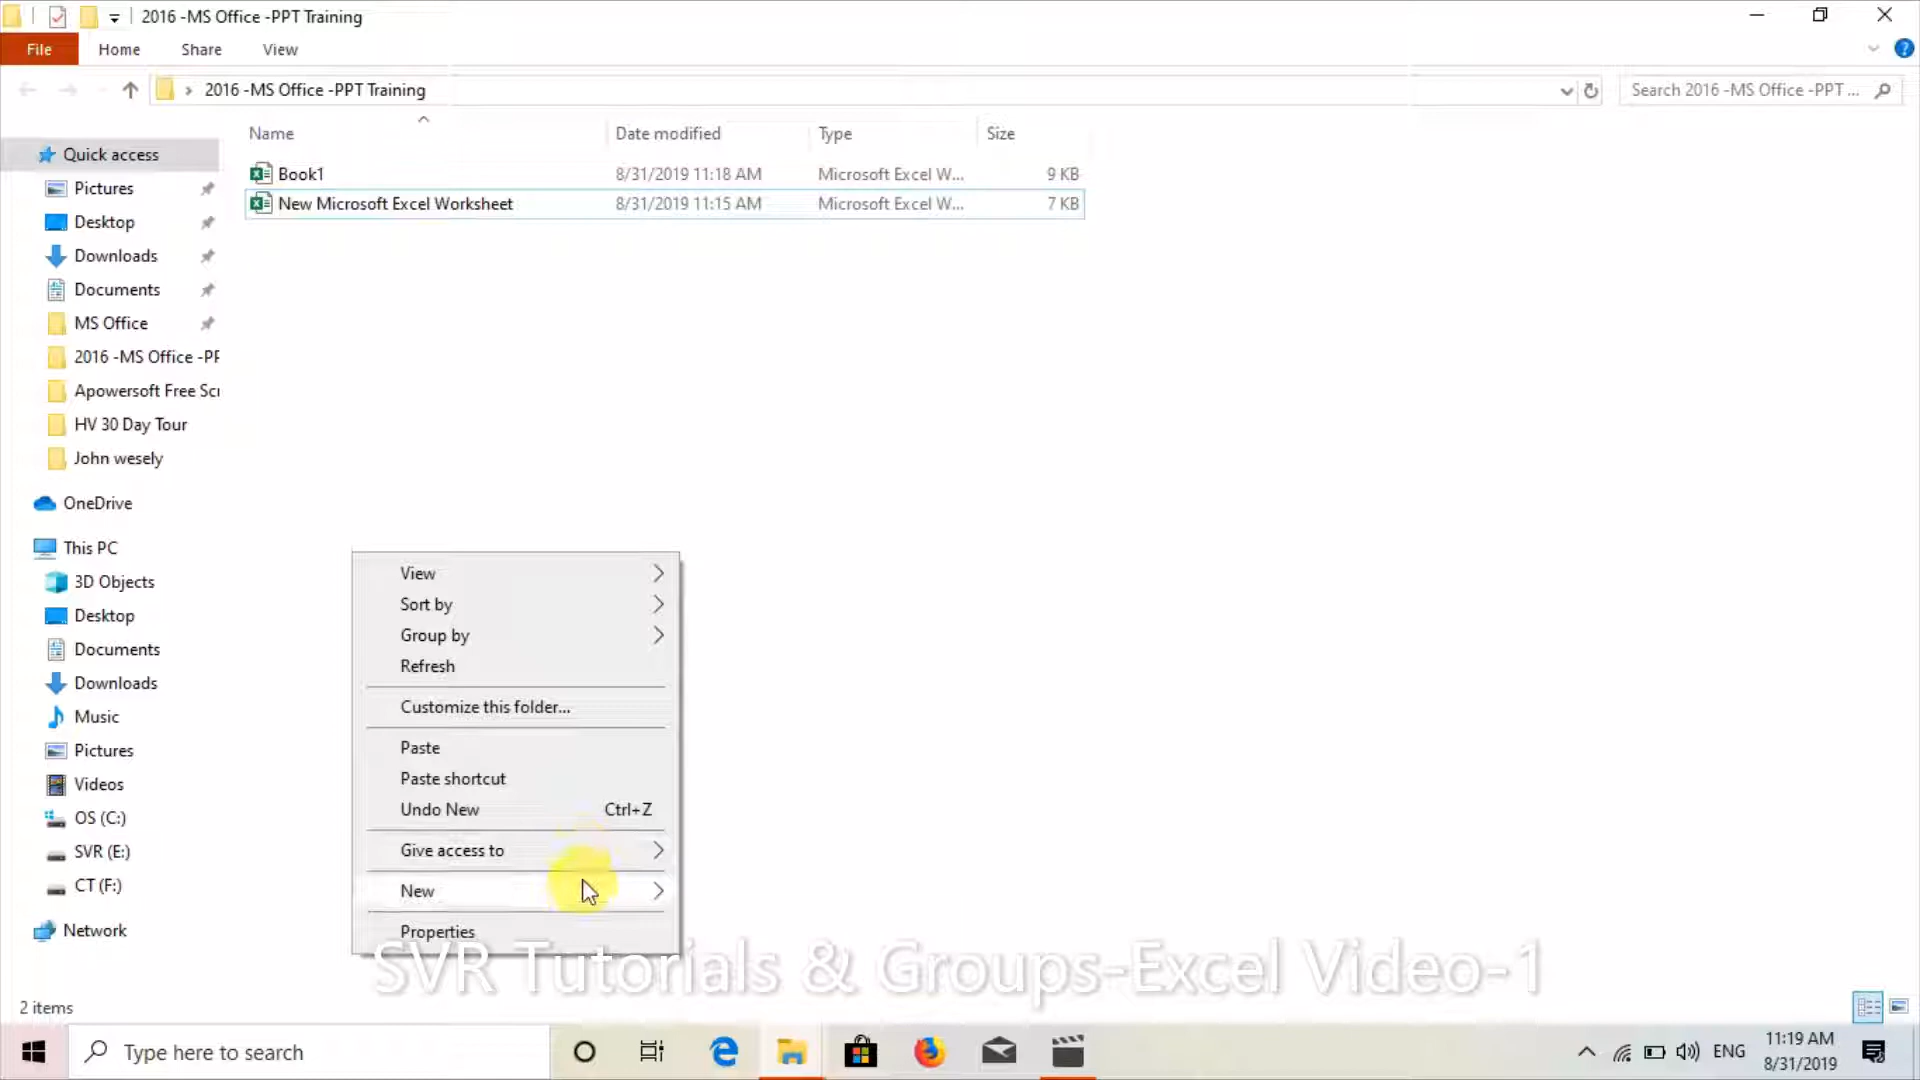 2016 -MS Office -PPT Training
File Home Share View
2016 -MS Office -PPT Training
Search 2016 -MS Office -PPT ...
Name Date modified Type Size
Book1 8/31/2019 11:18 AM Microsoft Excel W... 9 KB
New Microsoft Excel Worksheet 8/31/2019 11:15 AM Microsoft Excel W... 7 KB
Quick access
Pictures
Desktop
Downloads
Documents
MS Office
2016 -MS Office -PF
Apowersoft Free Scr
HV 30 Day Tour
John wesely
OneDrive
This PC
3D Objects
Desktop
Documents
Downloads
Music
Pictures
Videos
OS (C:)
SVR (E:)
CT (F:)
Network
View
Sort by
Group by
Refresh
Customize this folder...
Paste
Paste shortcut
Undo New Ctrl+Z
Give access to
New
Properties
SVR Tutorials & Groups-Excel Video-1
2 items
Type here to search
ENG
11:19 AM
8/31/2019